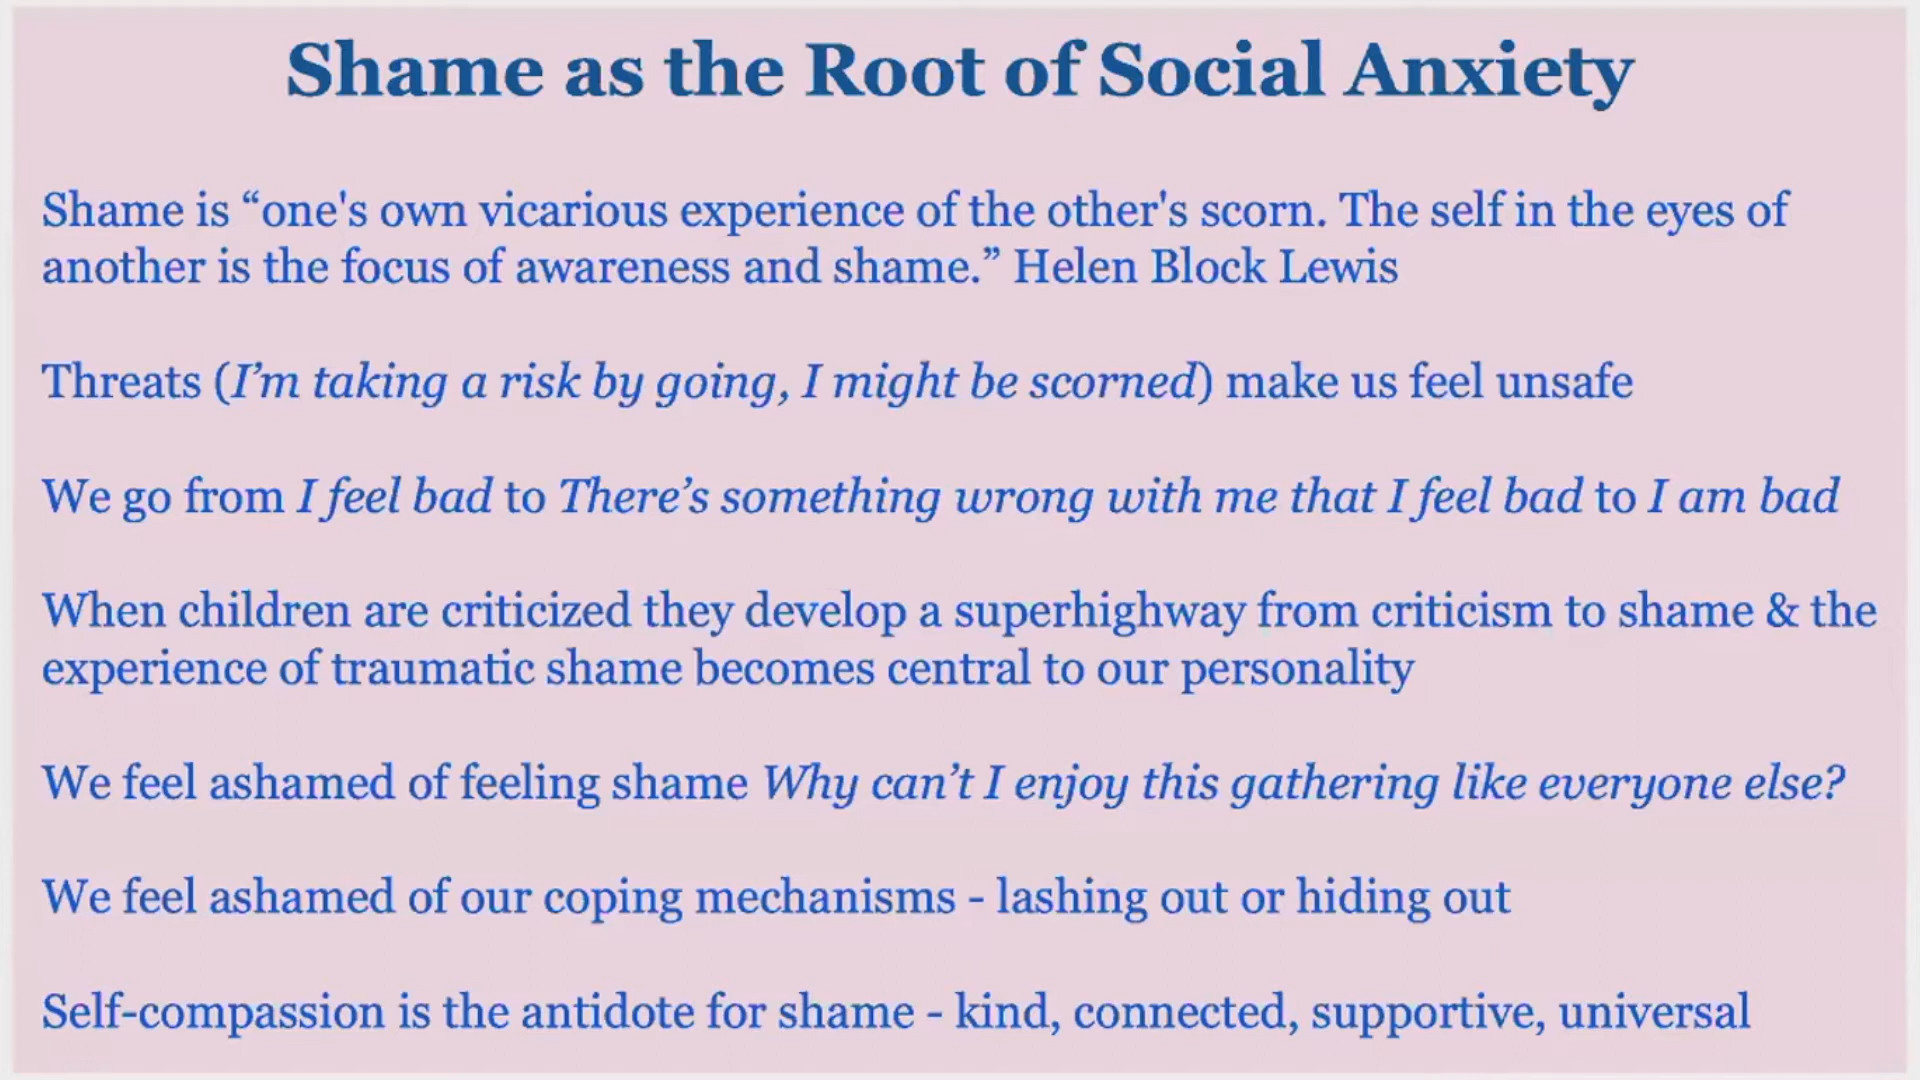 Shame as the Root of Social Anxiety
Shame is “one's own vicarious experience of the other's scorn. The self in the eyes of
another is the focus of awareness and shame.” Helen Block Lewis
Threats (I’m taking a risk by going, I might be scorned) make us feel unsafe
We go from I feel bad to There’s something wrong with me that I feel bad to I am bad
When children are criticized they develop a superhighway from criticism to shame & the
experience of traumatic shame becomes central to our personality
We feel ashamed of feeling shame Why can’t I enjoy this gathering like everyone else?
We feel ashamed of our coping mechanisms - lashing out or hiding out
Self-compassion is the antidote for shame - kind, connected, supportive, universal